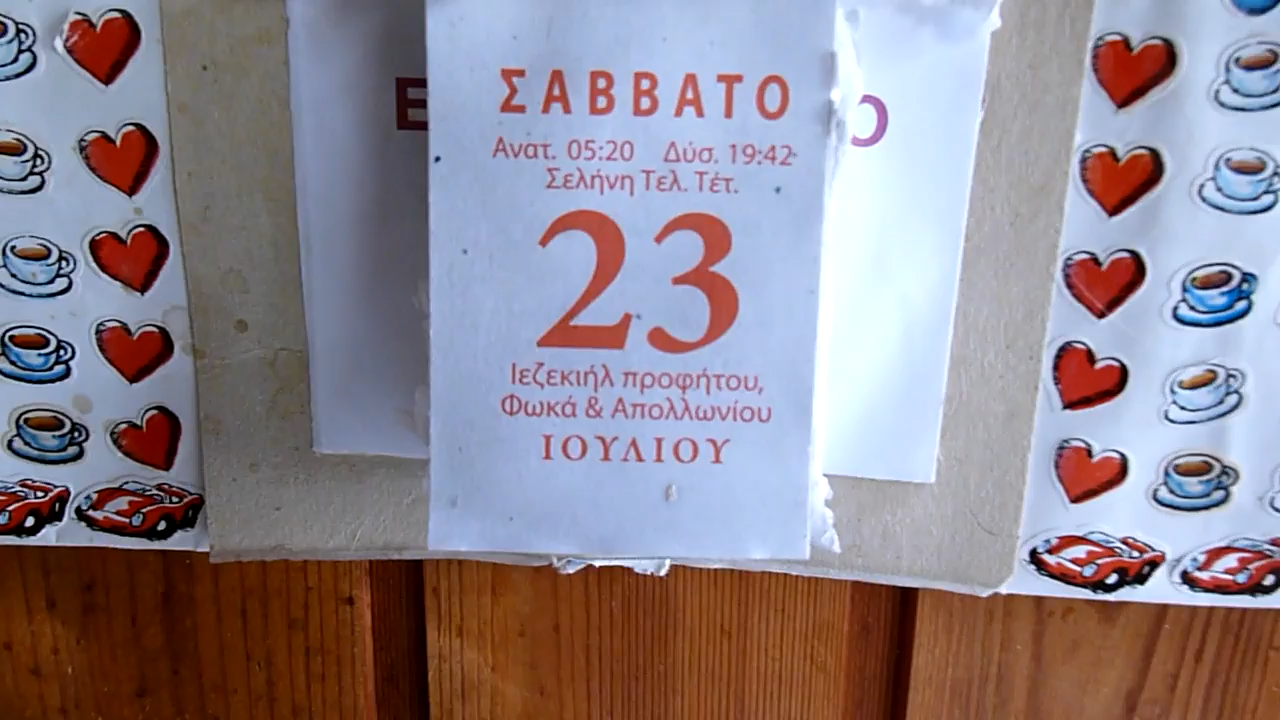 ΣΑΒΒΑΤΟ
Ανατ. 05:20 Δύσ. 19:42
Σελήνη Τελ. Τέτ.
23
Ιεζεκιήλ προφήτου,
Φωκά & Απολλωνίου
ΙΟΥΛΙΟΥ